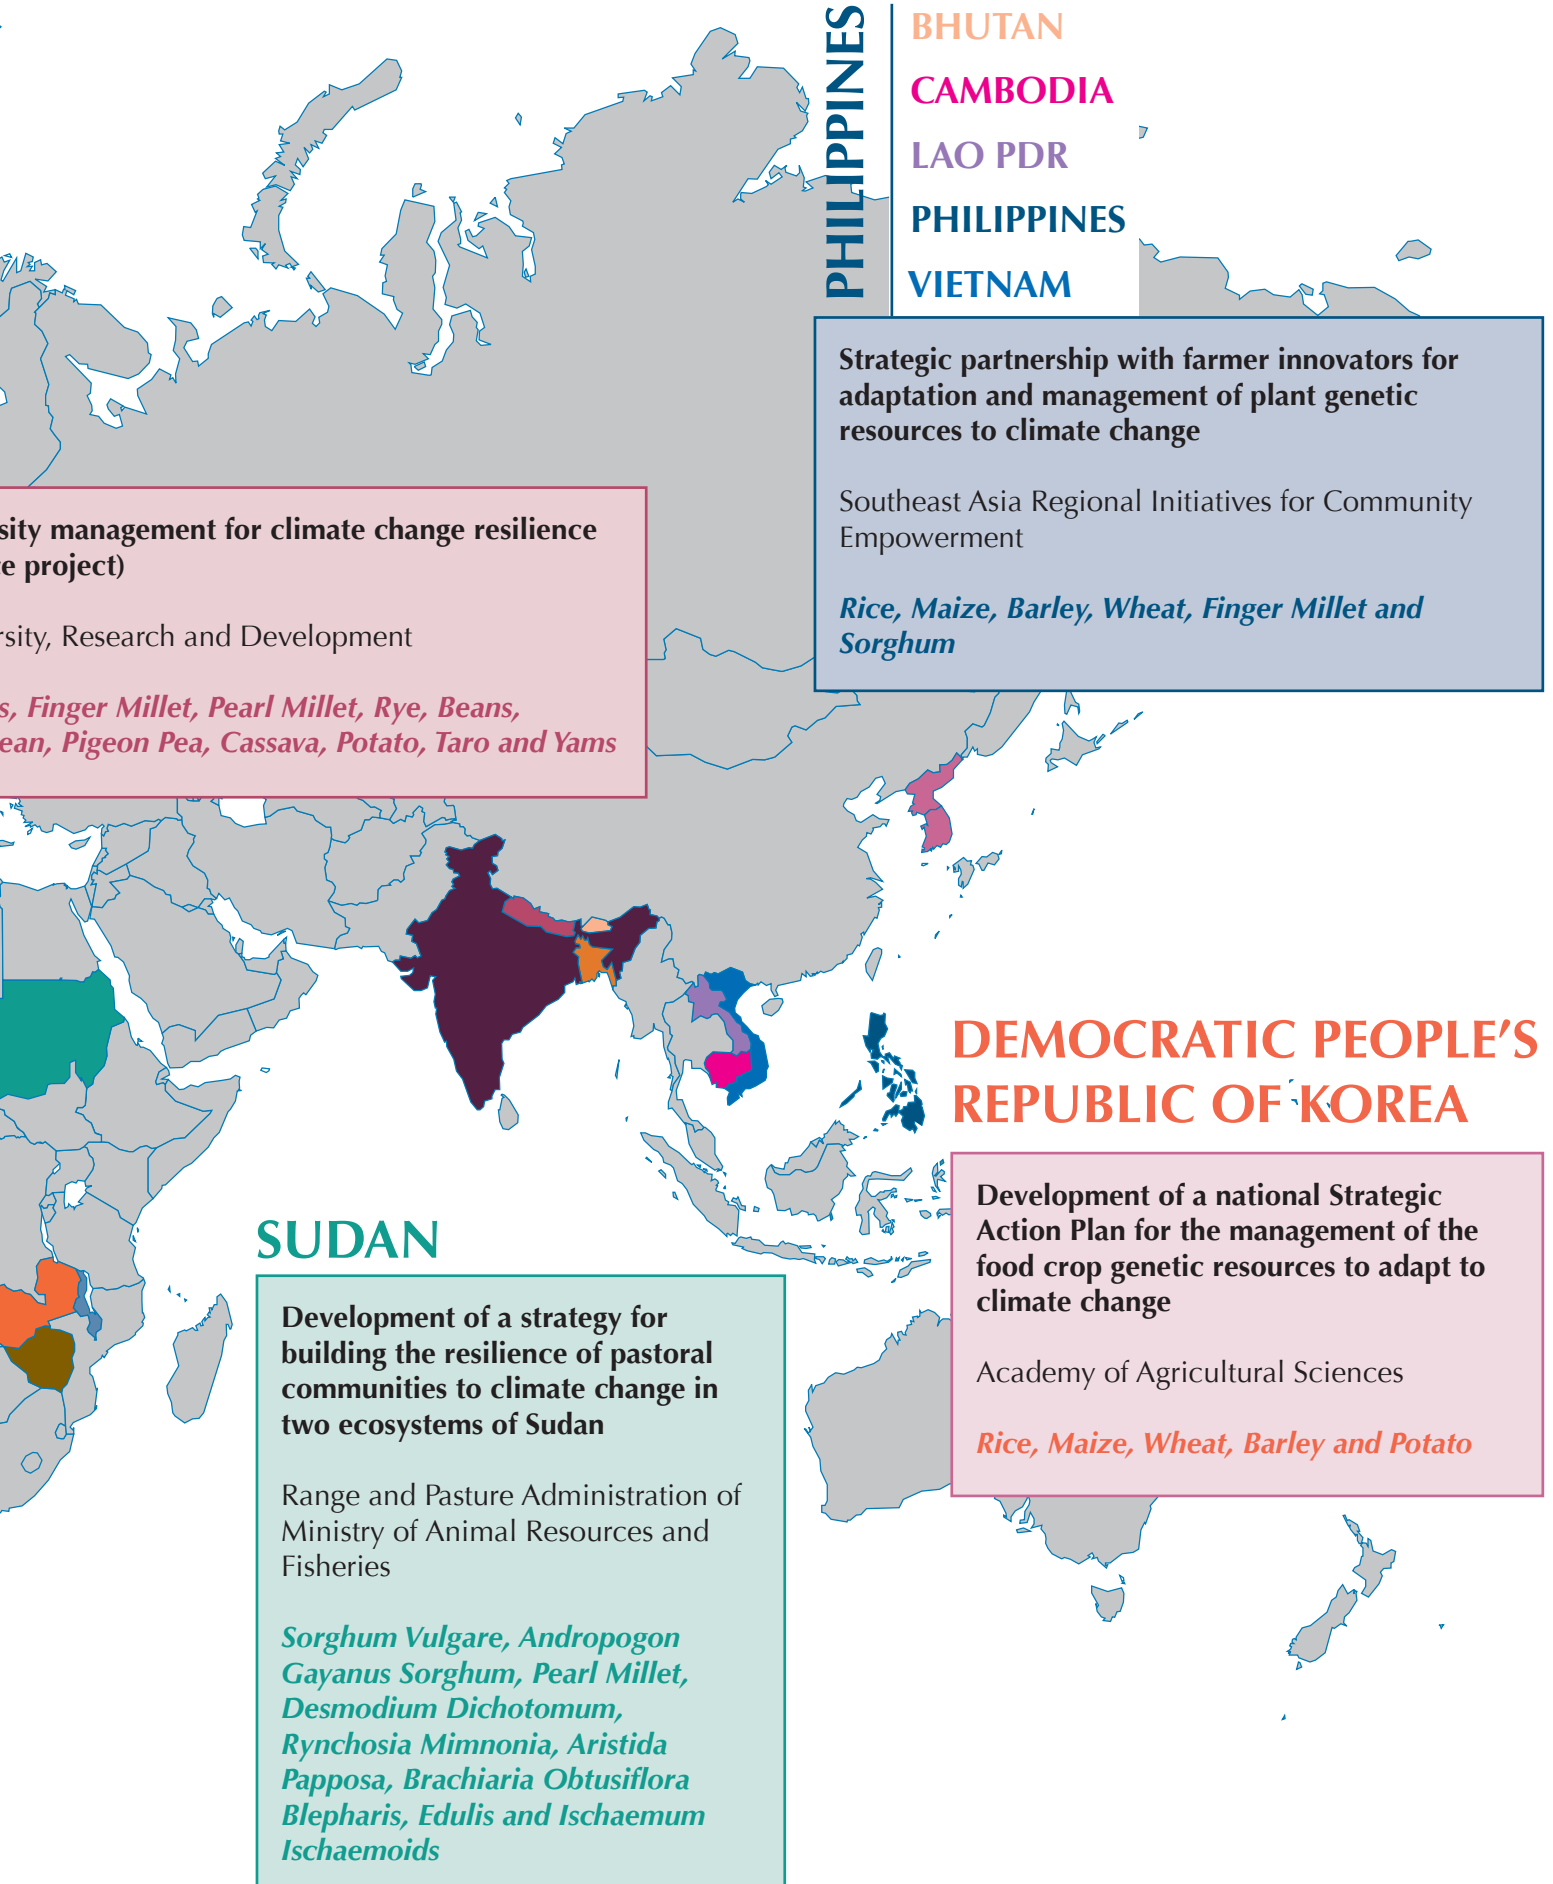 PHILIPPINES
BHUTAN
CAMBODIA
LAO PDR
PHILIPPINES
VIETNAM
Strategic partnership with farmer innovators for
adaptation and management of plant genetic
resources to climate change
Southeast Asia Regional Initiatives for Community
Empowerment
Rice, Maize, Barley, Wheat, Finger Millet and
Sorghum
management for climate change resilience
project)
Research and Development
Finger Millet, Pearl Millet, Rye, Beans,
Pigeon Pea, Cassava, Potato, Taro and Yams
DEMOCRATIC PEOPLE'S
REPUBLIC OF KOREA
Development of a national Strategic
Action Plan for the management of the
food crop genetic resources to adapt to
climate change
Academy of Agricultural Sciences
Rice, Maize, Wheat, Barley and Potato
SUDAN
Development of a strategy for
building the resilience of pastoral
communities to climate change in
two ecosystems of Sudan
Range and Pasture Administration of
Ministry of Animal Resources and
Fisheries
Sorghum Vulgare, Andropogon
Gayanus Sorghum, Pearl Millet,
Desmodium Dichotomum,
Rynchosia Mimnonia, Aristida
Papposa, Brachiaria Obtusiflora
Blepharis, Edulis and Ischaemum
Ischaemoids